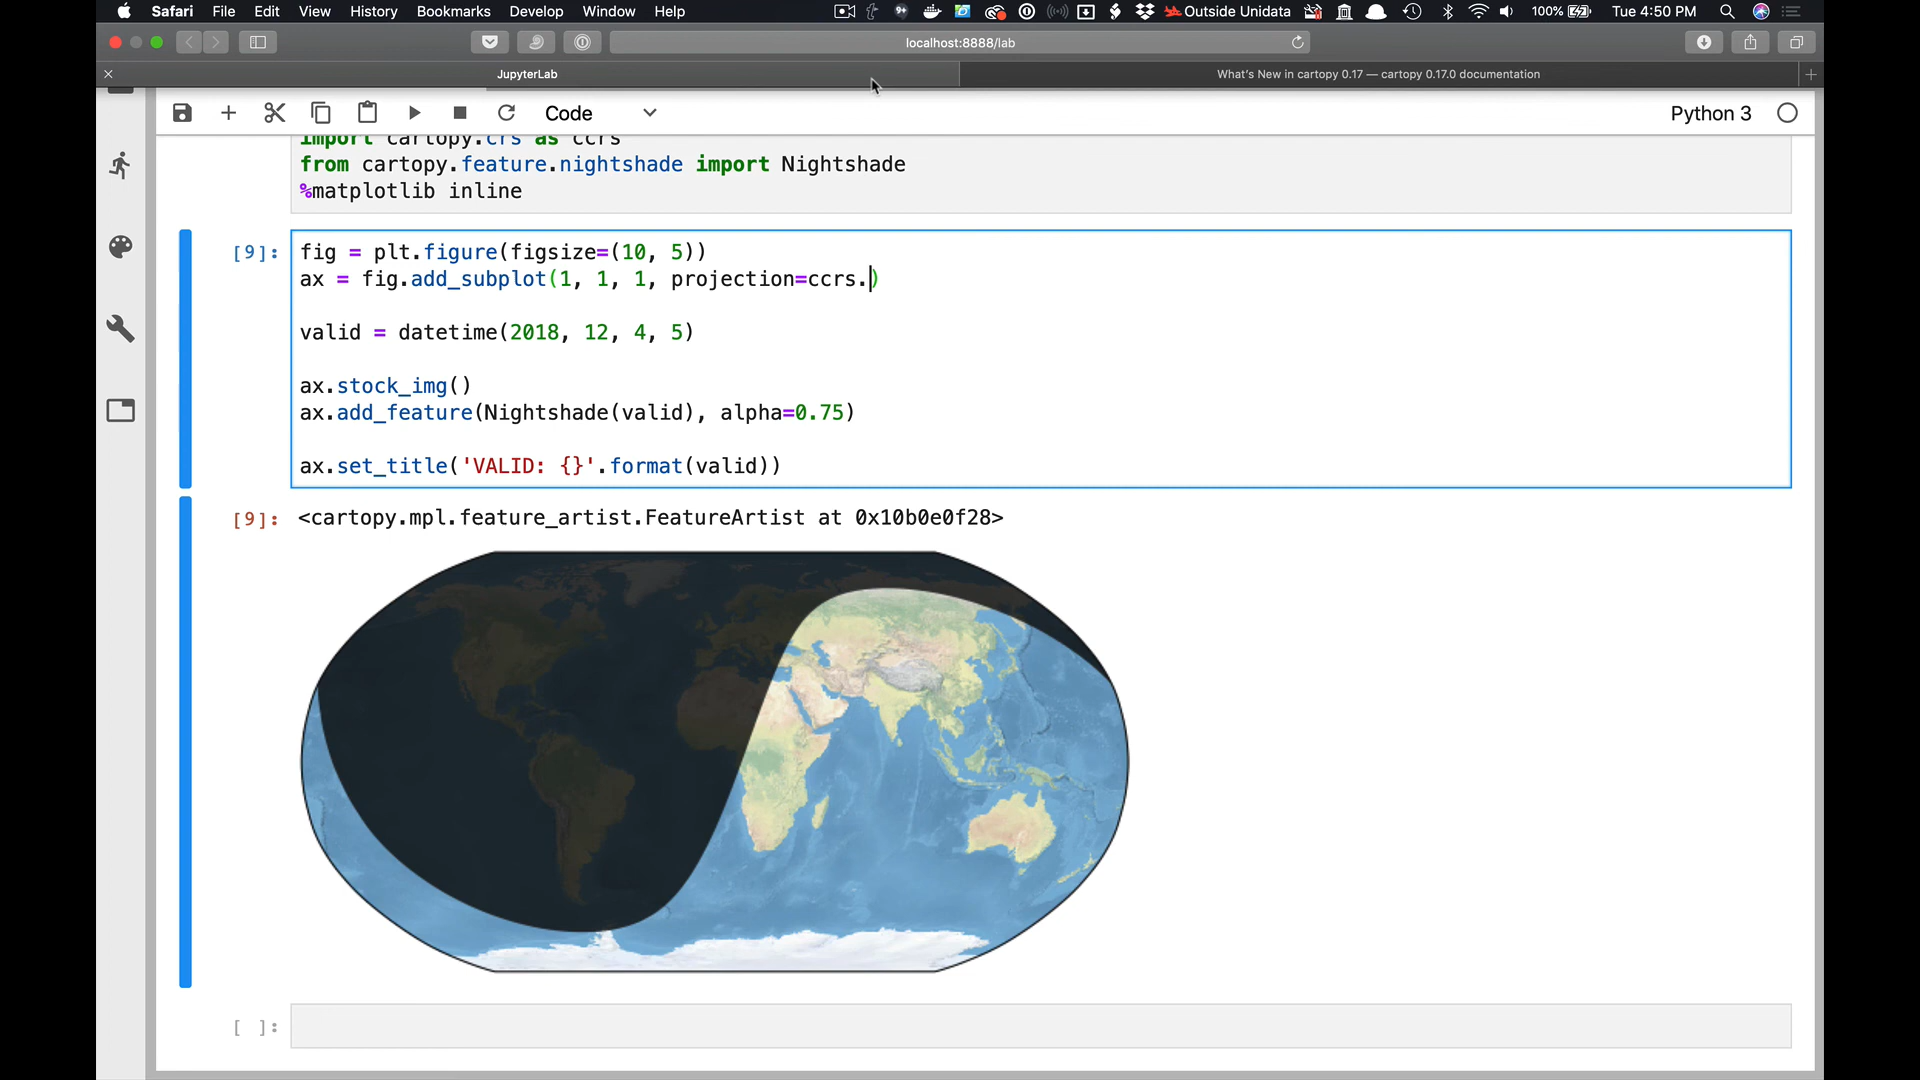 Safari File Edit View History Bookmarks Develop Window Help 9+ Outside Unidata 100% Tue 4:50 PM
localhost:8888/lab
JupyterLab What's New in cartopy 0.17 — cartopy 0.17.0 documentation
Code Python 3
import cartopy.crs as ccrs
from cartopy.feature.nightshade import Nightshade
%matplotlib inline
[9]: fig = plt.figure(figsize=(10, 5))
ax = fig.add_subplot(1, 1, 1, projection=ccrs.)
valid = datetime(2018, 12, 4, 5)
ax.stock_img()
ax.add_feature(Nightshade(valid), alpha=0.75)
ax.set_title('VALID: {}'.format(valid))
[9]: <cartopy.mpl.feature_artist.FeatureArtist at 0x10b0e0f28>
[ ]: